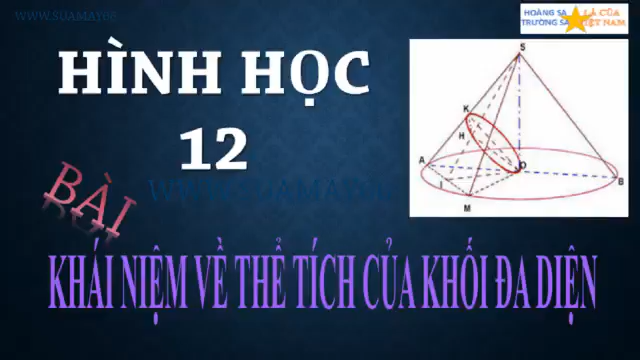 WWW.SUAMAY66
HOÀNG SA LÀ CỦA
TRƯỜNG SA VIỆT NAM
HÌNH HỌC
12
S
K
H
A
O
B
I
M
BÀI
KHÁI NIỆM VỀ THỂ TÍCH CỦA KHỐI ĐA DIỆN